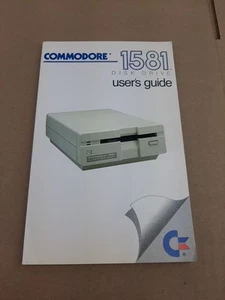 COMMODORE®
1581
DISK DRIVE
user's guide